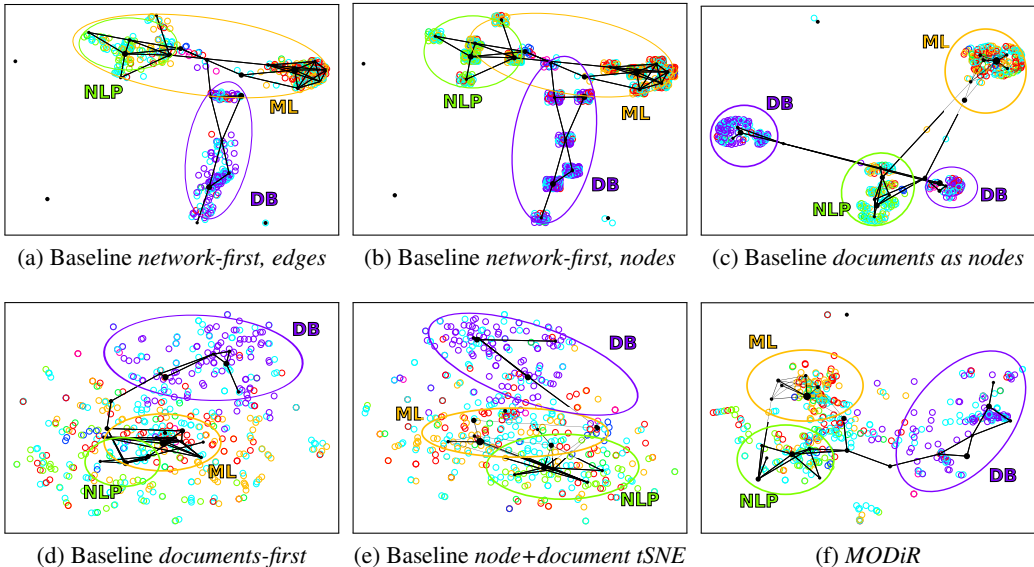 NLP
ML
DB
(a) Baseline network-first, edges
NLP
ML
DB
(b) Baseline network-first, nodes
ML
DB
NLP
DB
(c) Baseline documents as nodes
DB
NLP
ML
(d) Baseline documents-first
DB
ML
NLP
(e) Baseline node+document tSNE
ML
NLP
DB
(f) MODiR